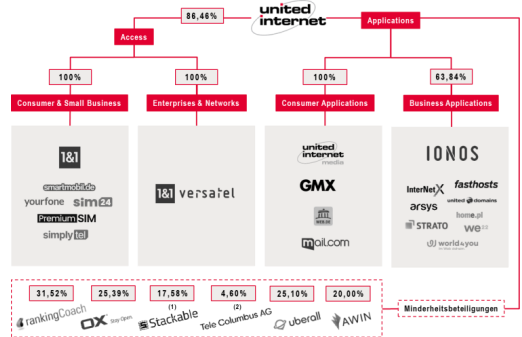 86,46%
united
internet
Applications
Access
100%
100%
100%
63,84%
Consumer & Small Business
Enterprises & Networks
Consumer Applications
Business Applications
1&1
smartmobil.de
yourfone sim24
PremiumSIM
simplytel
1&1 versatel
united
internet
media
GMX
WEB.DE
mail.com
IONOS
InterNetX fasthosts
arsys united domains
home.pl
STRATO we22
world4you
31,52%
25,39%
17,58%
4,60%
25,10%
20,00%
(1)
(2)
rankingCoach
OX Stay Open.
Stackable
Tele Columbus AG
uberall
AWIN
Minderheitsbeteiligungen